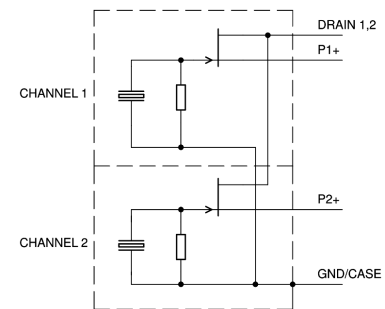 DRAIN 1,2
P1+
CHANNEL 1
P2+
CHANNEL 2
GND/CASE